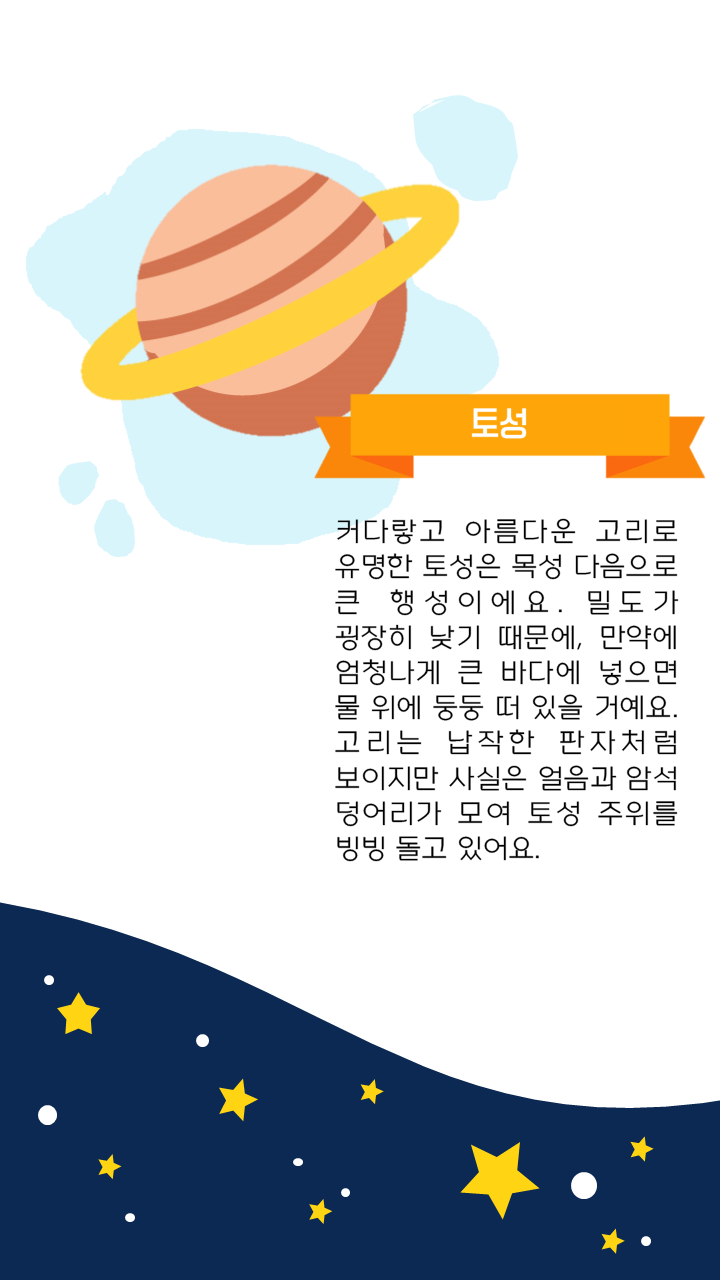 토성
커다랗고 아름다운 고리로
유명한 토성은 목성 다음으로
큰 행성이에요. 밀도가
굉장히 낮기 때문에, 만약에
엄청나게 큰 바다에 넣으면
물 위에 둥둥 떠 있을 거예요.
고리는 납작한 판자처럼
보이지만 사실은 얼음과 암석
덩어리가 모여 토성 주위를
빙빙 돌고 있어요.